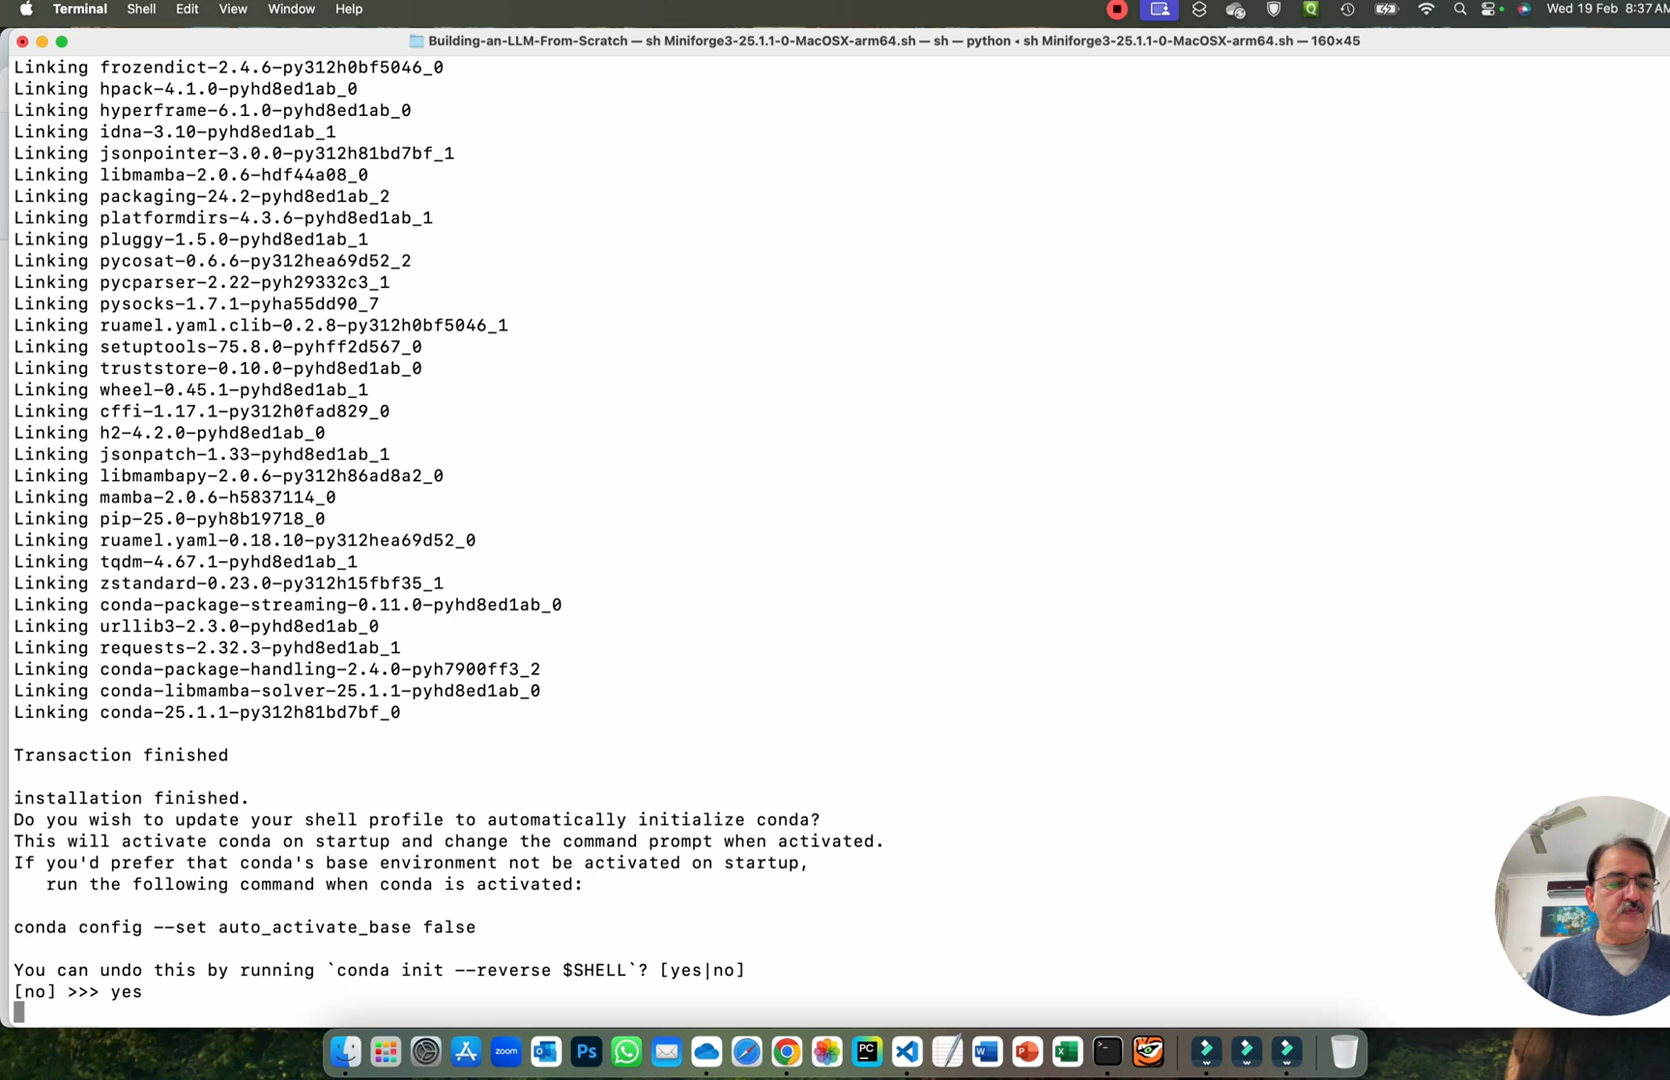 Terminal Shell Edit View Window Help Wed 19 Feb 8:37AM
Building-an-LLM-From-Scratch — sh Miniforge3-25.1.1-0-MacOSX-arm64.sh — sh — python ◂ sh Miniforge3-25.1.1-0-MacOSX-arm64.sh — 160×45
Linking frozendict-2.4.6-py312h0bf5046_0
Linking hpack-4.1.0-pyhd8ed1ab_0
Linking hyperframe-6.1.0-pyhd8ed1ab_0
Linking idna-3.10-pyhd8ed1ab_1
Linking jsonpointer-3.0.0-py312h81bd7bf_1
Linking libmamba-2.0.6-hdf44a08_0
Linking packaging-24.2-pyhd8ed1ab_2
Linking platformdirs-4.3.6-pyhd8ed1ab_1
Linking pluggy-1.5.0-pyhd8ed1ab_1
Linking pycosat-0.6.6-py312hea69d52_2
Linking pycparser-2.22-pyh29332c3_1
Linking pysocks-1.7.1-pyha55dd90_7
Linking ruamel.yaml.clib-0.2.8-py312h0bf5046_1
Linking setuptools-75.8.0-pyhff2d567_0
Linking truststore-0.10.0-pyhd8ed1ab_0
Linking wheel-0.45.1-pyhd8ed1ab_1
Linking cffi-1.17.1-py312h0fad829_0
Linking h2-4.2.0-pyhd8ed1ab_0
Linking jsonpatch-1.33-pyhd8ed1ab_1
Linking libmambapy-2.0.6-py312h86ad8a2_0
Linking mamba-2.0.6-h5837114_0
Linking pip-25.0-pyh8b19718_0
Linking ruamel.yaml-0.18.10-py312hea69d52_0
Linking tqdm-4.67.1-pyhd8ed1ab_1
Linking zstandard-0.23.0-py312h15fbf35_1
Linking conda-package-streaming-0.11.0-pyhd8ed1ab_0
Linking urllib3-2.3.0-pyhd8ed1ab_0
Linking requests-2.32.3-pyhd8ed1ab_1
Linking conda-package-handling-2.4.0-pyh7900ff3_2
Linking conda-libmamba-solver-25.1.1-pyhd8ed1ab_0
Linking conda-25.1.1-py312h81bd7bf_0
Transaction finished
installation finished.
Do you wish to update your shell profile to automatically initialize conda?
This will activate conda on startup and change the command prompt when activated.
If you'd prefer that conda's base environment not be activated on startup,
run the following command when conda is activated:
conda config --set auto_activate_base false
You can undo this by running `conda init --reverse $SHELL`? [yes|no]
[no] >>> yes
zoom
Ps
PC
W
P
X